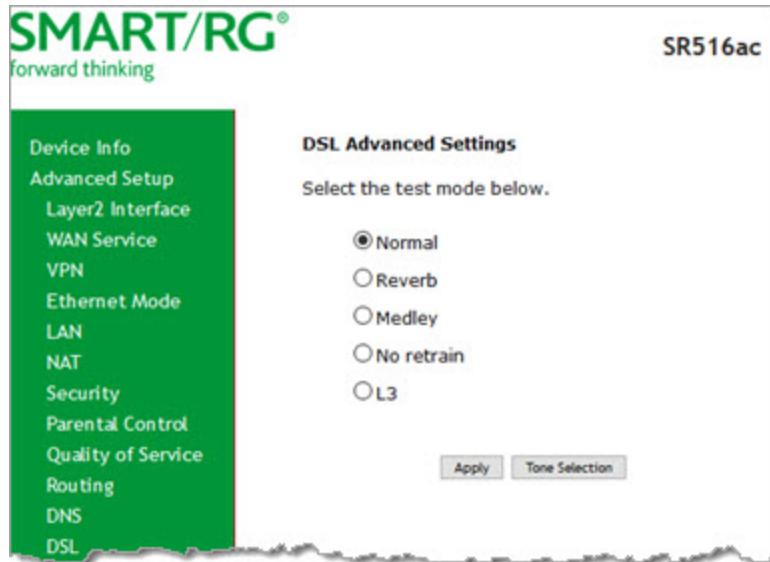 SMART/RG®
forward thinking
SR516ac
Device Info
Advanced Setup
Layer2 Interface
WAN Service
VPN
Ethernet Mode
LAN
NAT
Security
Parental Control
Quality of Service
Routing
DNS
DSL
DSL Advanced Settings
Select the test mode below.
Normal
Reverb
Medley
No retrain
L3
Apply Tone Selection